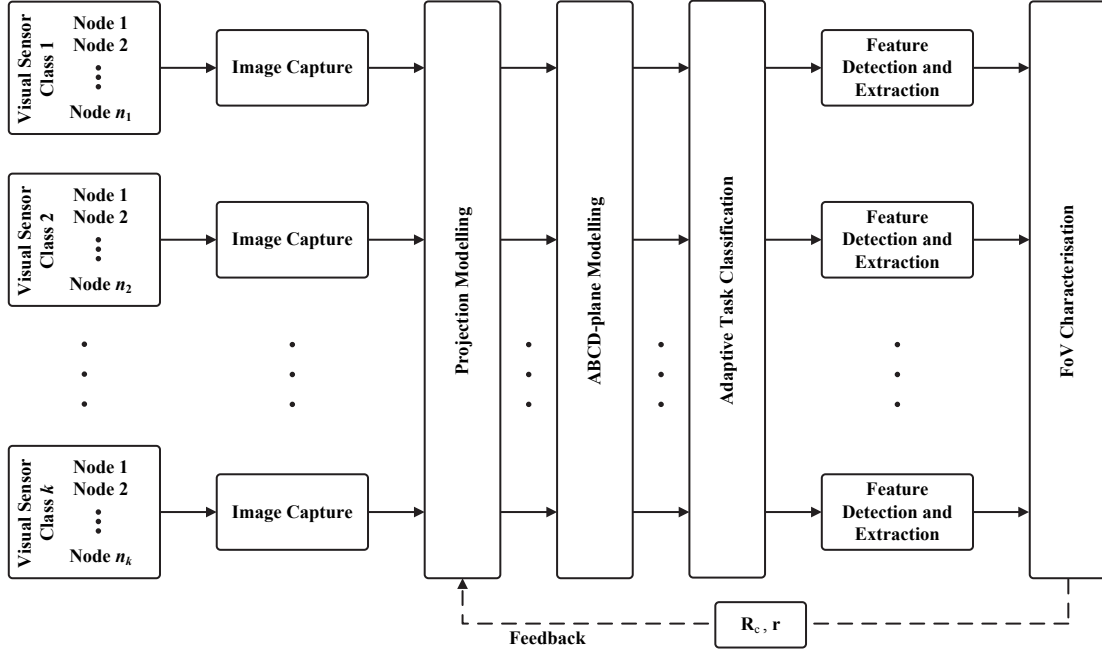 Visual Sensor
Class 1
Node 1
Node 2
Node n₁
Image Capture
Feature
Detection and
Extraction
Visual Sensor
Class 2
Node 1
Node 2
Node n₂
Image Capture
Feature
Detection and
Extraction
Projection Modelling
ABCD-plane Modelling
Adaptive Task Classification
FoV Characterisation
Visual Sensor
Class k
Node 1
Node 2
Node nₖ
Image Capture
Feature
Detection and
Extraction
Feedback
R_c , r